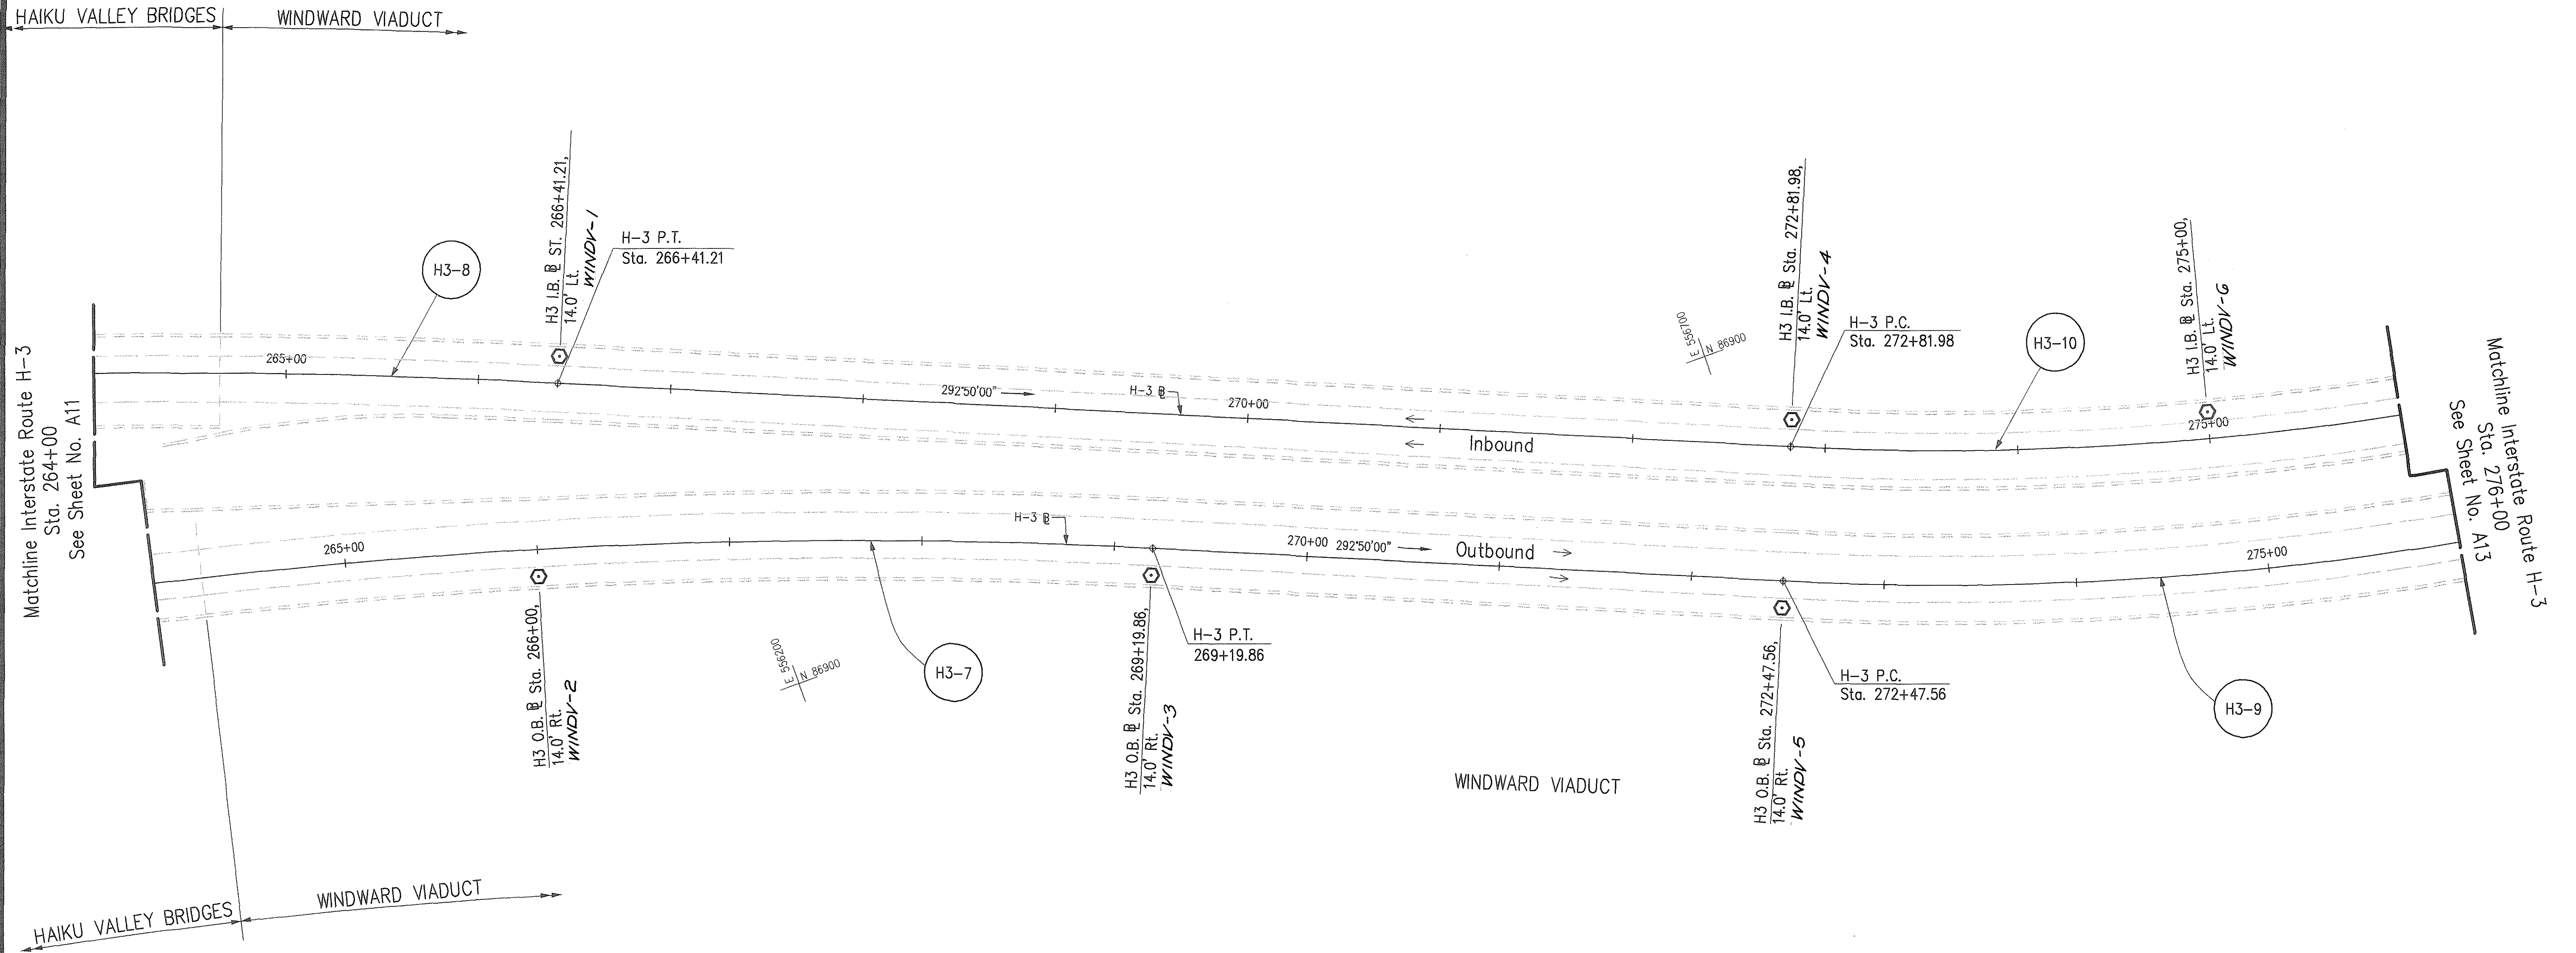 HAIKU VALLEY BRIDGES
WINDWARD VIADUCT
Matchline Interstate Route H-3
Sta. 264+00
See Sheet No. A11
265+00
H3-8
H3 I.B. ℄ ST. 266+41.21,
14.0' Lt.
WINDV-1
H-3 P.T.
Sta. 266+41.21
292°50'00"
H-3 ℄
270+00
Inbound
E 556700
N 86900
H3 I.B. ℄ Sta. 272+81.98,
14.0' Lt.
WINDV-4
H-3 P.C.
Sta. 272+81.98
H3-10
H3 I.B. ℄ Sta. 275+00,
14.0' Lt.
WINDV-6
275+00
Matchline Interstate Route H-3
Sta. 276+00
See Sheet No. A13
265+00
H3 O.B. ℄ Sta. 266+00,
14.0' Rt.
WINDV-2
E 556200
N 86900
H3-7
H-3 ℄
H3 O.B. ℄ Sta. 269+19.86,
14.0' Rt.
WINDV-3
H-3 P.T.
269+19.86
270+00 292°50'00"
Outbound
H3 O.B. ℄ Sta. 272+47.56,
14.0' Rt.
WINDV-5
H-3 P.C.
Sta. 272+47.56
275+00
H3-9
WINDWARD VIADUCT
HAIKU VALLEY BRIDGES
WINDWARD VIADUCT